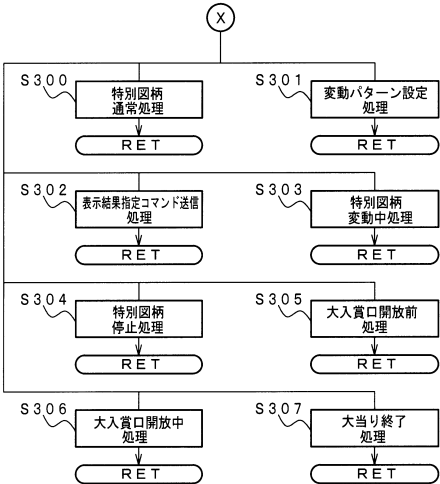 X
S300
特別図柄
通常処理
RET
S301
変動パターン設定
処理
RET
S302
表示結果指定コマンド送信
処理
RET
S303
特別図柄
変動中処理
RET
S304
特別図柄
停止処理
RET
S305
大入賞口開放前
処理
RET
S306
大入賞口開放中
処理
RET
S307
大当り終了
処理
RET